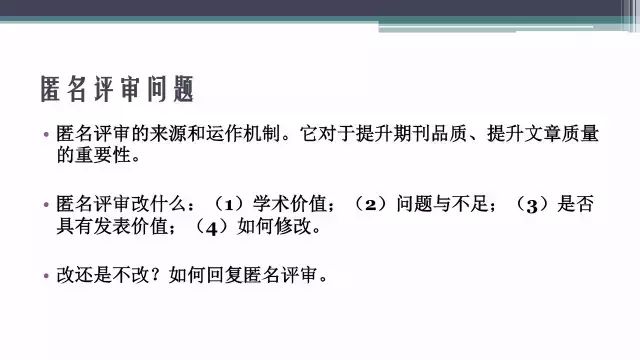 匿名评审问题
• 匿名评审的来源和运作机制。它对于提升期刊品质、提升文章质量
的重要性。
• 匿名评审改什么：（1）学术价值；（2）问题与不足；（3）是否
具有发表价值；（4）如何修改。
• 改还是不改？如何回复匿名评审。